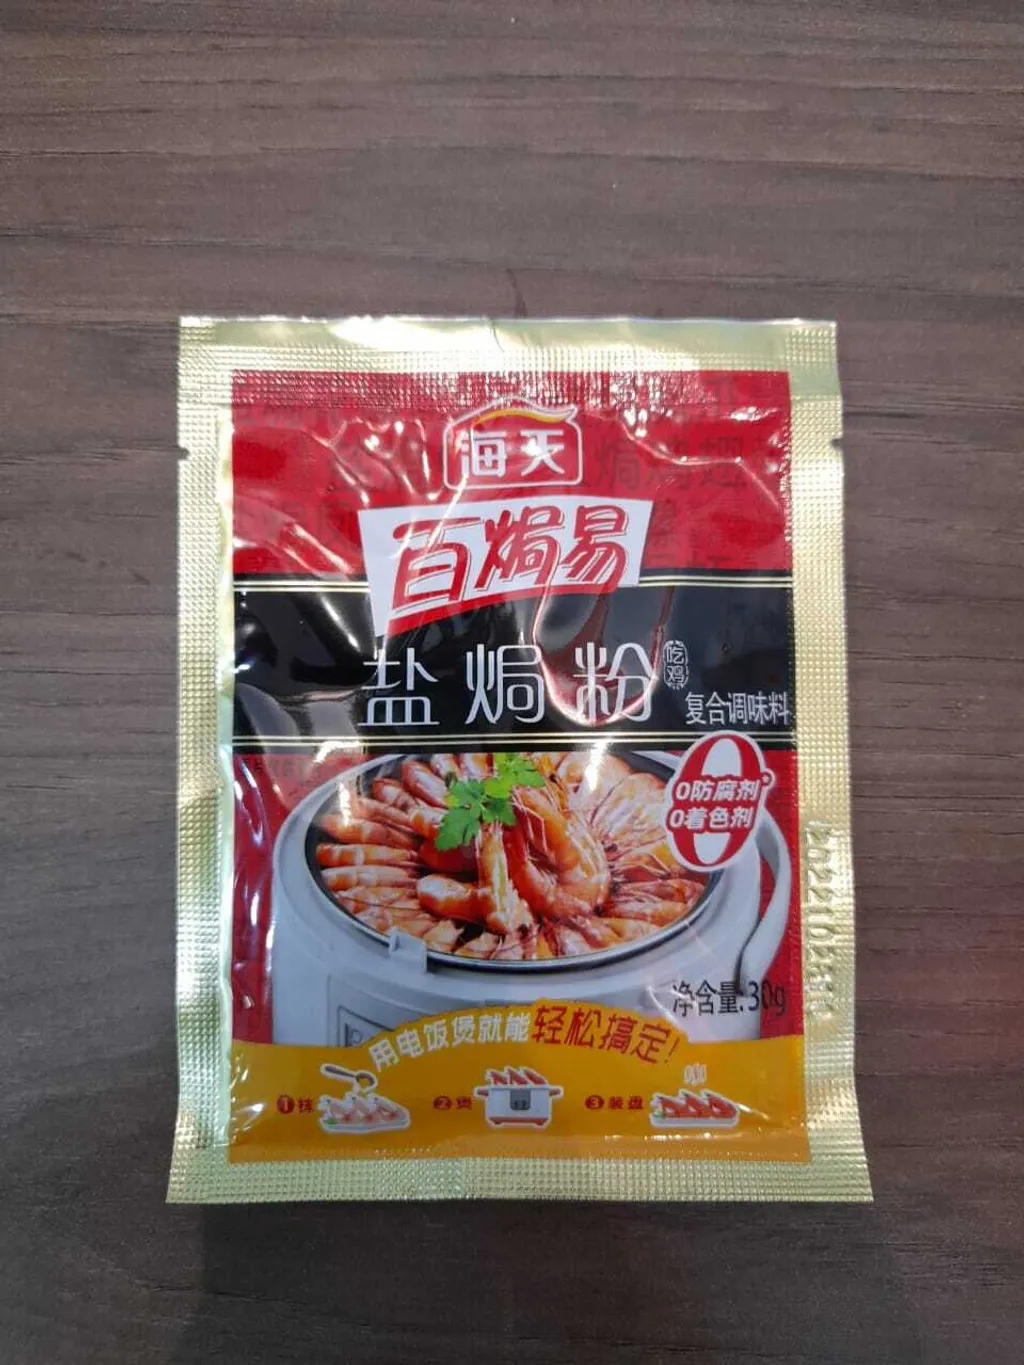 海天
百焗易
盐焗粉
吃鸡
复合调味料
0防腐剂
0着色剂
净含量:30g
用电饭煲就能轻松搞定!
1 抹
2 煲
3 装盘